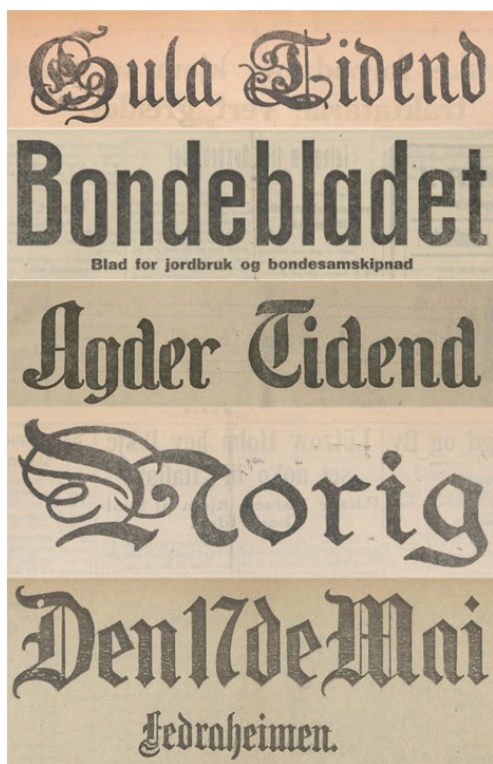 Gula Tidend
Bondebladet
Blad for jordbruk og bondesamskipnad
Agder Tidend
Norig
Den 17de Mai
Fedraheimen.